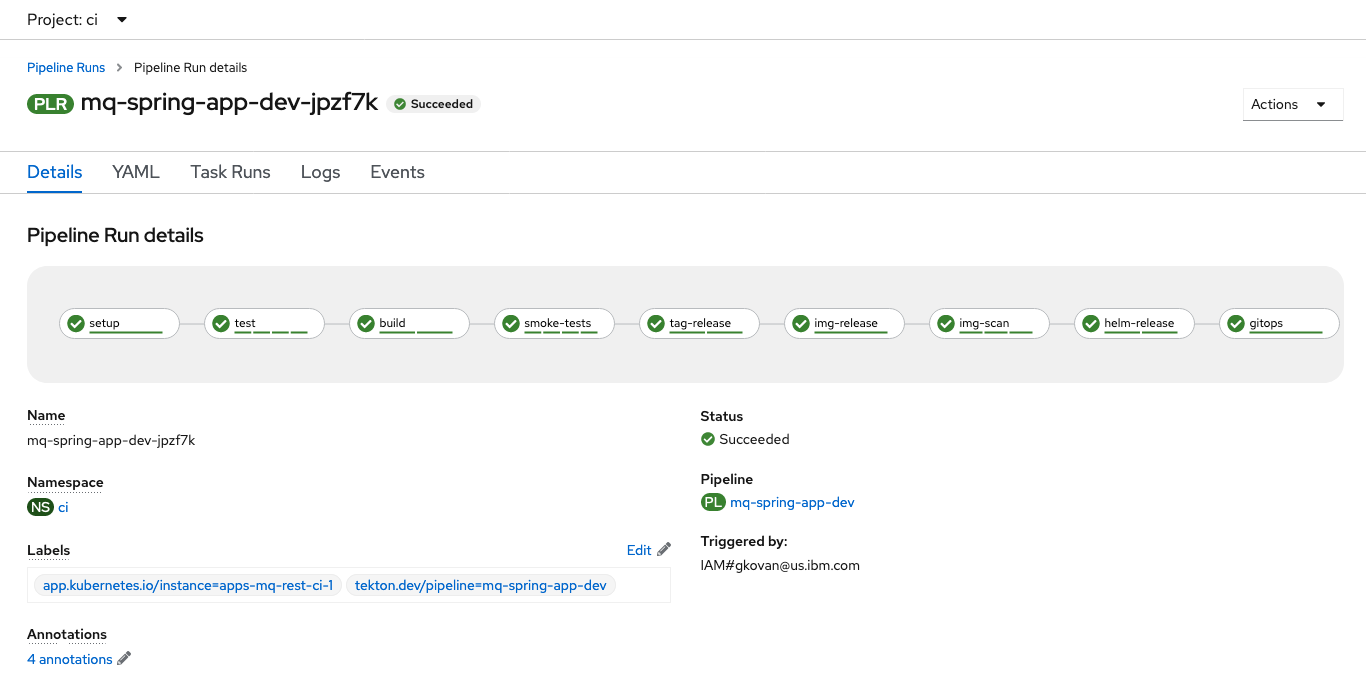 Project: ci
Pipeline Runs > Pipeline Run details
PLR mq-spring-app-dev-jpzf7k Succeeded
Actions
Details YAML Task Runs Logs Events
Pipeline Run details
setup test build smoke-tests tag-release img-release img-scan helm-release gitops
Name
mq-spring-app-dev-jpzf7k
Namespace
NS ci
Labels Edit
app.kubernetes.io/instance=apps-mq-rest-ci-1 tekton.dev/pipeline=mq-spring-app-dev
Annotations
4 annotations
Status
Succeeded
Pipeline
PL mq-spring-app-dev
Triggered by:
IAM#gkovan@us.ibm.com